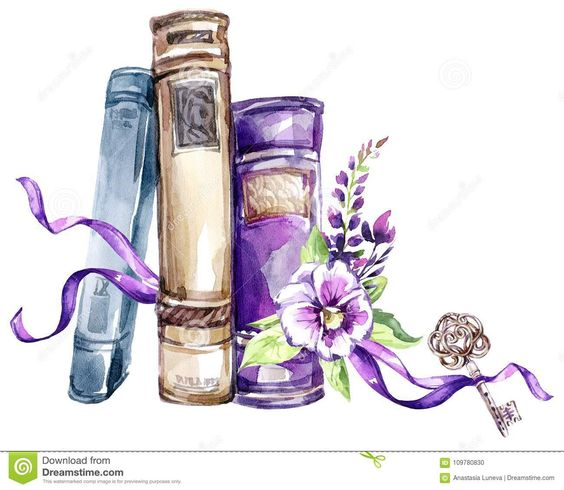 Download from
Dreamstime.com
This watermarked comp image is for previewing purposes only.
109780830
Anastasia Luneva | Dreamstime.com